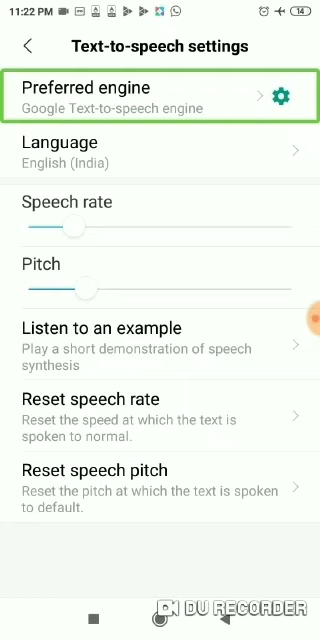 11:22 PM
14
Text-to-speech settings
Preferred engine
Google Text-to-speech engine
Language
English (India)
Speech rate
Pitch
Listen to an example
Play a short demonstration of speech
synthesis
Reset speech rate
Reset the speed at which the text is
spoken to normal.
Reset speech pitch
Reset the pitch at which the text is spoken
to default.
DU RECORDER